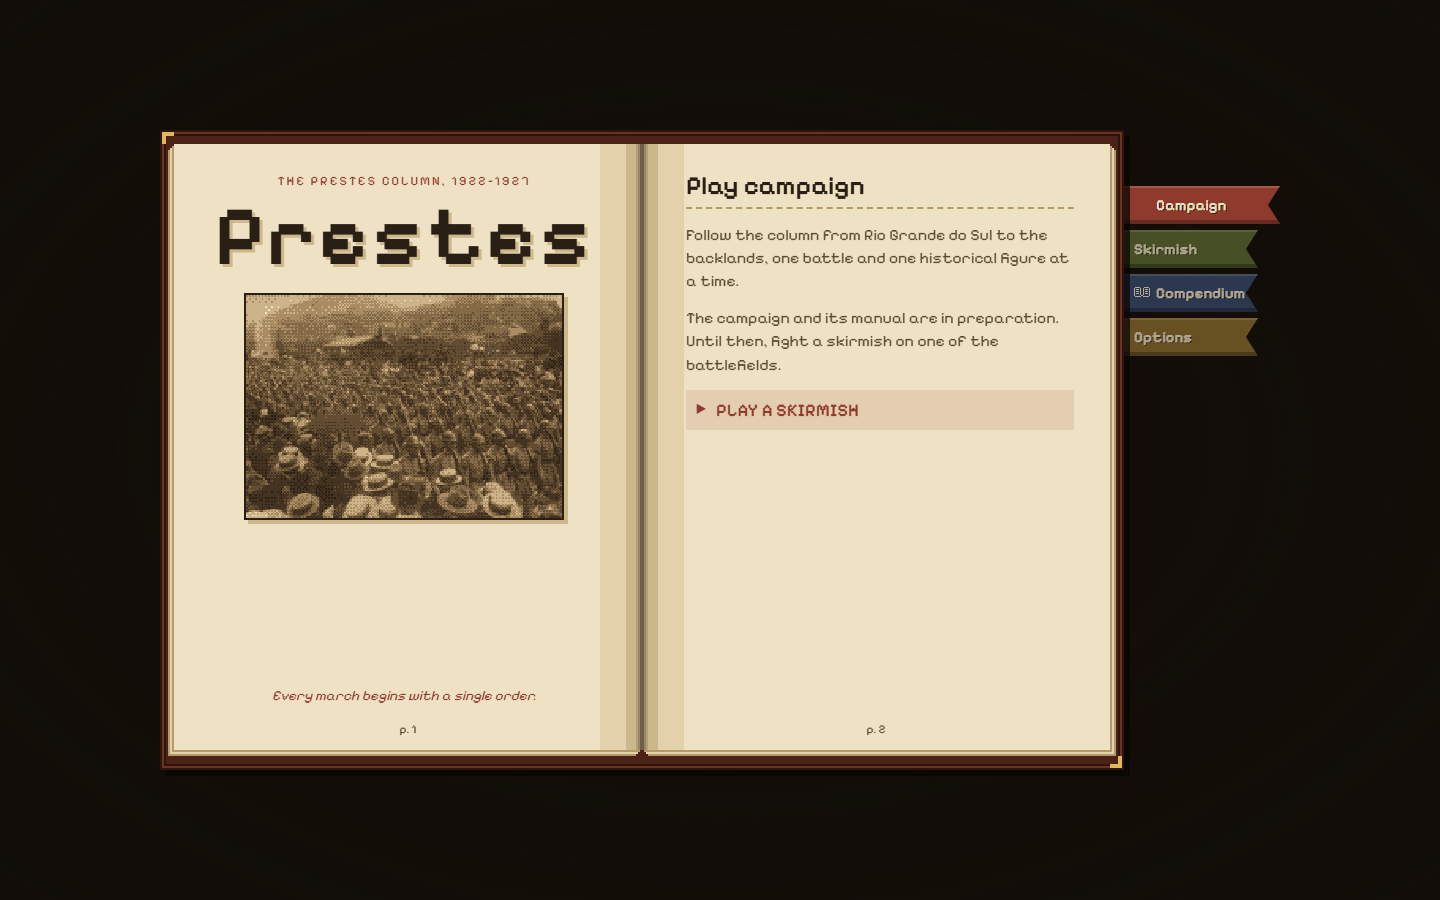 THE PRESTES COLUMN, 1922-1927
Prestes
Every march begins with a single order.
p. 1
Play campaign
Follow the column from Rio Grande do Sul to the
backlands, one battle and one historical figure at
a time.
The campaign and its manual are in preparation.
Until then, fight a skirmish on one of the
battlefields.
PLAY A SKIRMISH
p. 2
Campaign
Skirmish
Compendium
Options